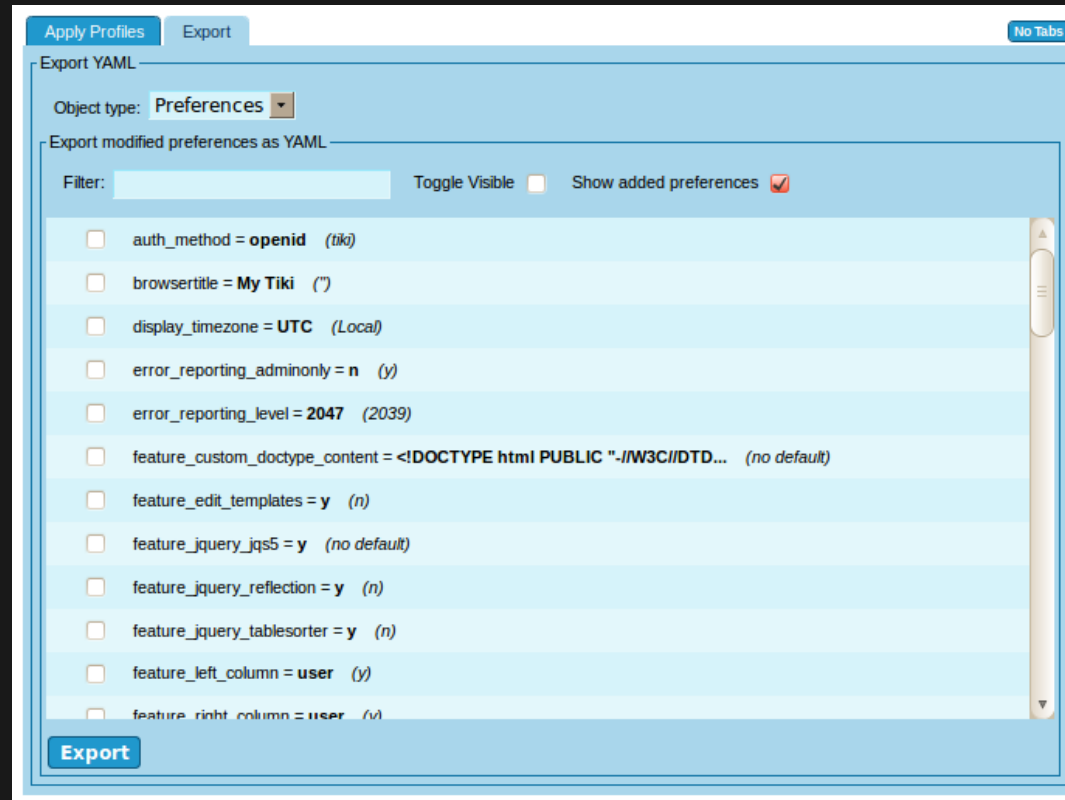 Apply Profiles Export No Tabs
Export YAML
Object type: Preferences
Export modified preferences as YAML
Filter: Toggle Visible Show added preferences
auth_method = openid (tiki)
browsertitle = My Tiki ('')
display_timezone = UTC (Local)
error_reporting_adminonly = n (y)
error_reporting_level = 2047 (2039)
feature_custom_doctype_content = <!DOCTYPE html PUBLIC "-//W3C//DTD... (no default)
feature_edit_templates = y (n)
feature_jquery_jqs5 = y (no default)
feature_jquery_reflection = y (n)
feature_jquery_tablesorter = y (n)
feature_left_column = user (y)
feature_right_column = user (y)
Export